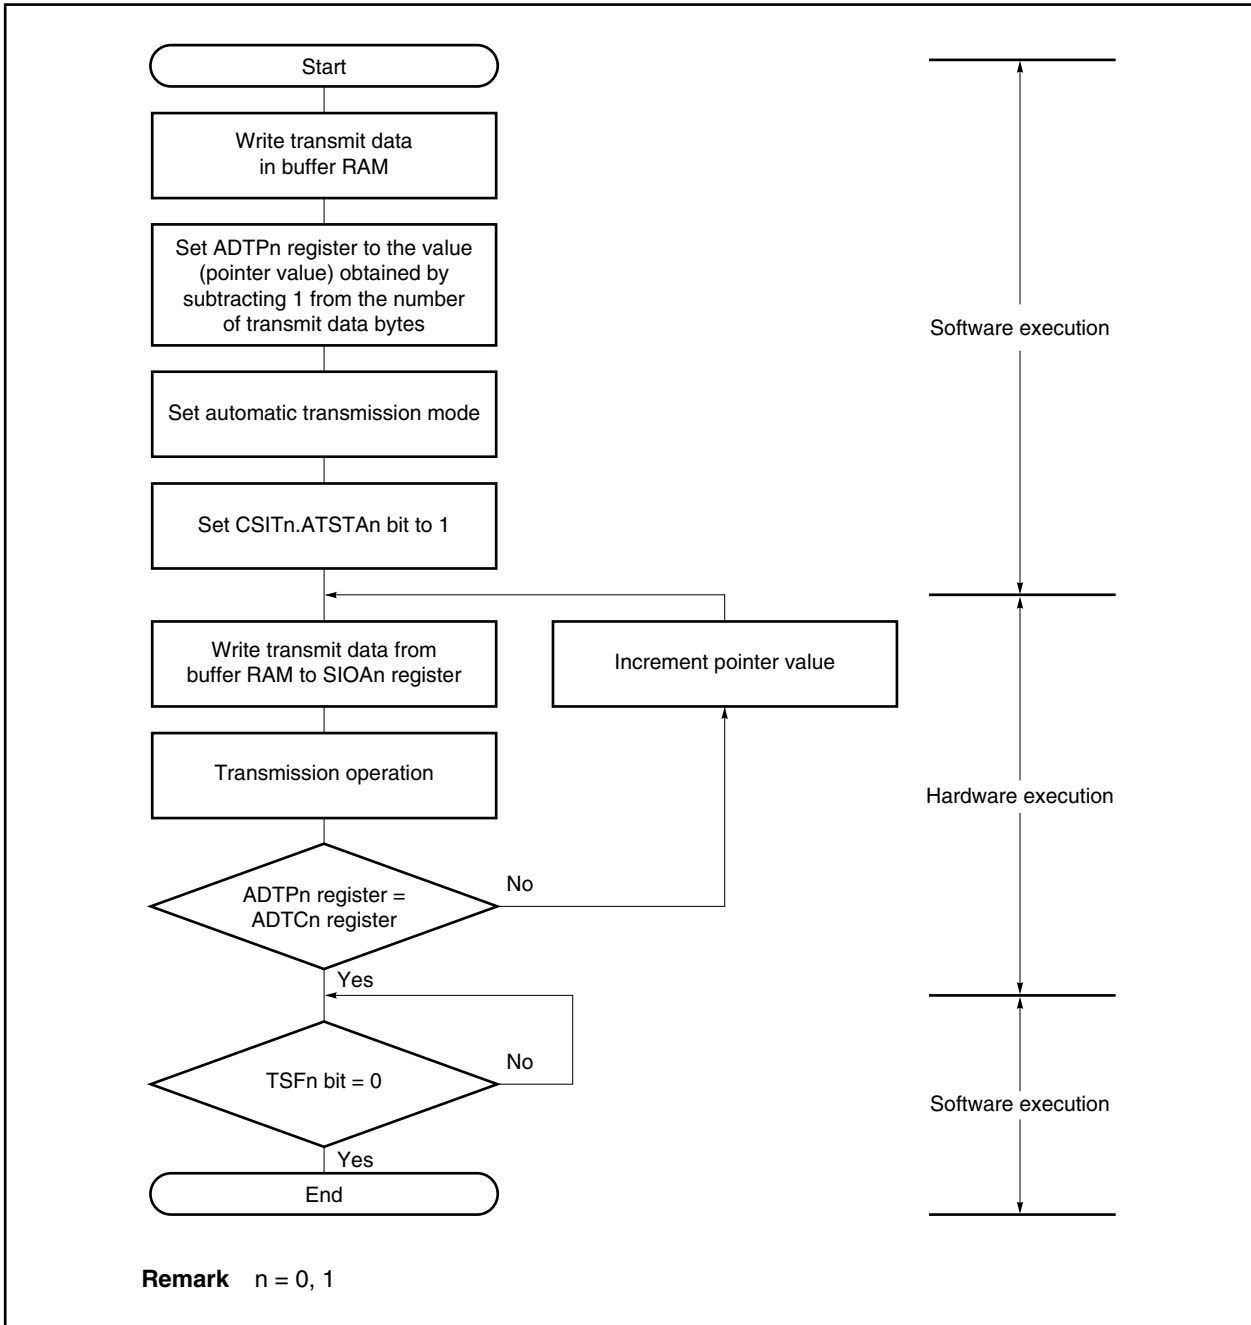 Start
Write transmit data
in buffer RAM
Set ADTPn register to the value
(pointer value) obtained by
subtracting 1 from the number
of transmit data bytes
Software execution
Set automatic transmission mode
Set CSITn.ATSTAn bit to 1
Write transmit data from
buffer RAM to SIOAn register
Increment pointer value
Transmission operation
Hardware execution
ADTPn register =
ADTCn register
No
Yes
TSFn bit = 0
No
Software execution
Yes
End
Remark n = 0, 1